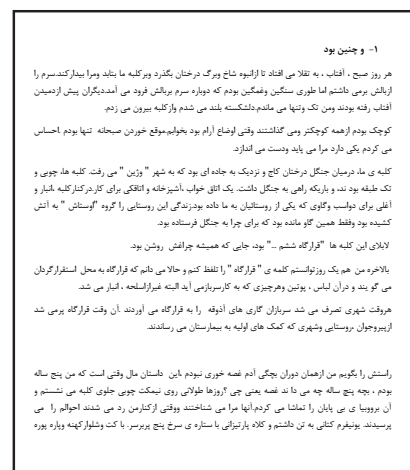 ۱- و چنین بود
هر روز صبح ، آفتاب ، به تقلا می افتاد تا ازانبوه شاخ وبرگ درختان بگذرد وبرکلبه ما بتابد ومرا بیدارکند.سرم را
ازبالش برمی داشتم اما طوری سنگین وغمگین بودم که دوباره سرم بربالش فرود می آمد.دیگران پیش ازدمیدن
آفتاب رفته بودند ومن تک وتنها می ماندم.دلشکسته بلند می شدم وازکلبه بیرون می زدم.
کوچک بودم ازهمه کوچکتر ومی گذاشتند وقتی اوضاع آرام بود بخوابم.موقع خوردن صبحانه تنها بودم .احساس
می کردم یکی دارد مرا می پاید ودست می اندازد.
کلبه ی ما، درمیان جنگل درختان کاج و نزدیک به جاده ای بود که به شهر " وژین " می رفت. کلبه ها، چوبی و
تک طبقه بود ند، و باریکه راهی به جنگل داشت. یک اتاق خواب ،آشپزخانه و اتاقکی برای کار.درکنارکلبه ،انبار و
آغلی برای دواسب وگاوی که یکی از روستائیان به ما داده بود.زندگی این روستایی را گروه "اوستاش " به آتش
کشیده بود وفقط همین گاو مانده بود که برای چرا به جنگل فرستاده بود.
لابلای این کلبه ها "قرارگاه ششم ..." بود، جایی که همیشه چراغش روشن بود.
بالاخره من هم یک روزتوانستم کلمه ی " قرارگاه " را تلفظ کنم و حالا می دانم که قرارگاه به محل استقرارگردان
می گو یند و درآن لباس ، پوتین وهرچیزی که به کارسربازمی آید البته غیرازاسلحه ، انبار می شد.
هروقت شهری تصرف می شد سربازان گاری های آذوقه را به قرارگاه می آوردند .آن وقت قرارگاه پرمی شد
ازپیروجوان ،روستایی وشهری که کمک های اولیه به بیمارستان می رساندند.
راستش را بگویم من ازهمان دوران بچگی آدم غصه خوری نبودم .این داستان مال وقتی است که من پنج ساله
بودم ، بچه پنج ساله چه می دا ند غصه یعنی چی ؟روزها طولانی روی نیمکت چوبی جلوی کلبه می نشستم و
آن بروبیا ی بی پایان را تماشا می کردم.آنها مرا می شناختند ووقتی ازکنارمن رد می شدند احوالم را می
پرسیدند. یونیفرم کتانی به تن داشتم و کلاه پارتیزانی با ستاره ی سرخ پنج پربرسر. با کت وشلوارکهنه وپاره پوره